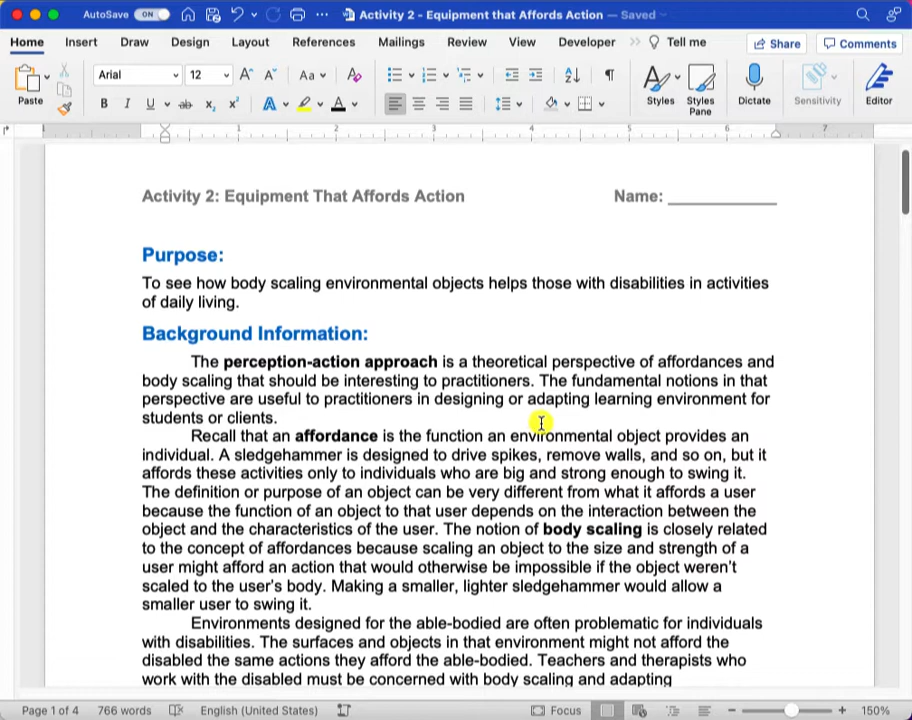 AutoSave ON Activity 2 - Equipment that Affords Action — Saved
Home Insert Draw Design Layout References Mailings Review View Developer Tell me Share Comments
Paste Arial 12 Styles Styles Pane Dictate Sensitivity Editor
1 1 2 3 4 5 6 7
Activity 2: Equipment That Affords Action Name: ___________
Purpose:
To see how body scaling environmental objects helps those with disabilities in activities
of daily living.
Background Information:
The perception-action approach is a theoretical perspective of affordances and
body scaling that should be interesting to practitioners. The fundamental notions in that
perspective are useful to practitioners in designing or adapting learning environment for
students or clients.
Recall that an affordance is the function an environmental object provides an
individual. A sledgehammer is designed to drive spikes, remove walls, and so on, but it
affords these activities only to individuals who are big and strong enough to swing it.
The definition or purpose of an object can be very different from what it affords a user
because the function of an object to that user depends on the interaction between the
object and the characteristics of the user. The notion of body scaling is closely related
to the concept of affordances because scaling an object to the size and strength of a
user might afford an action that would otherwise be impossible if the object weren't
scaled to the user's body. Making a smaller, lighter sledgehammer would allow a
smaller user to swing it.
Environments designed for the able-bodied are often problematic for individuals
with disabilities. The surfaces and objects in that environment might not afford the
disabled the same actions they afford the able-bodied. Teachers and therapists who
work with the disabled must be concerned with body scaling and adapting
Page 1 of 4 766 words English (United States) Focus 150%